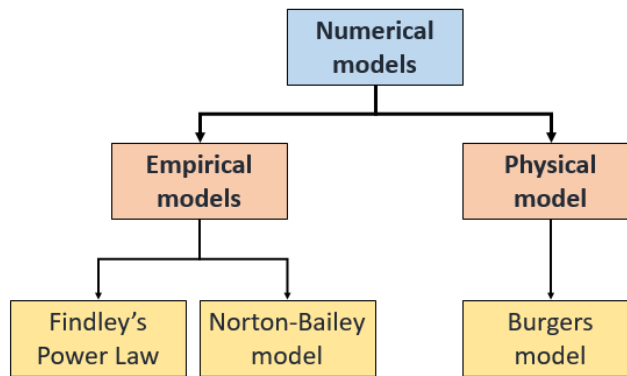 Numerical
models
Empirical
models
Physical
model
Findley's
Power Law
Norton-Bailey
model
Burgers
model